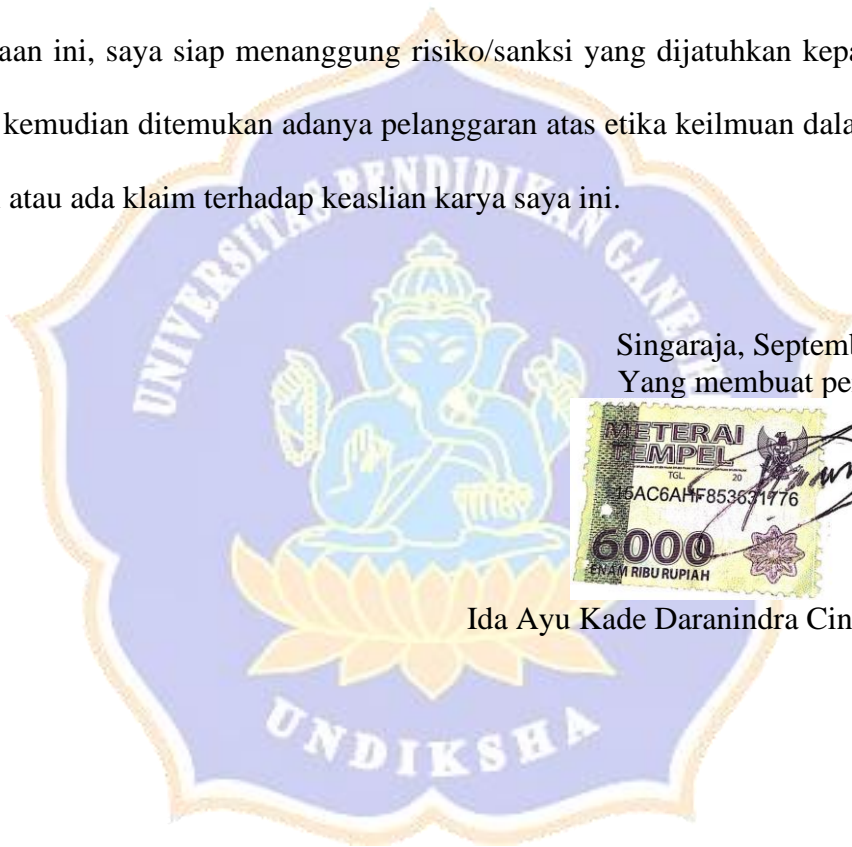 aan ini, saya siap menanggung risiko/sanksi yang dijatuhkan kepa
kemudian ditemukan adanya pelanggaran atas etika keilmuan dala
atau ada klaim terhadap keaslian karya saya ini.
UNIVERSITAS PENDIDIKAN GANESHA
Singaraja, Septemb
Yang membuat pe
METERAI
TEMPEL
TGL. 20
6000
ENAM RIBU RUPIAH
Ida Ayu Kade Daranindra Cin
UNDIKSHA